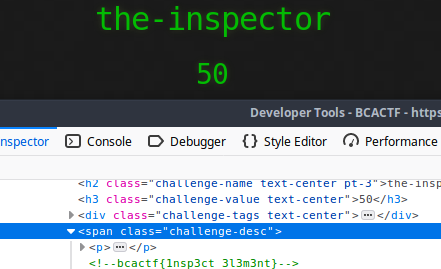 the-inspector
50
Developer Tools - BCACTF - https
nspector Console Debugger {} Style Editor Performance
<h2 class="challenge-name text-center pt-3">the-insp
<h3 class="challenge-value text-center">50</h3>
<div class="challenge-tags text-center">…</div>
<span class="challenge-desc">
<p>…</p>
<!--bcactf{1nsp3ct_3l3m3nt}-->